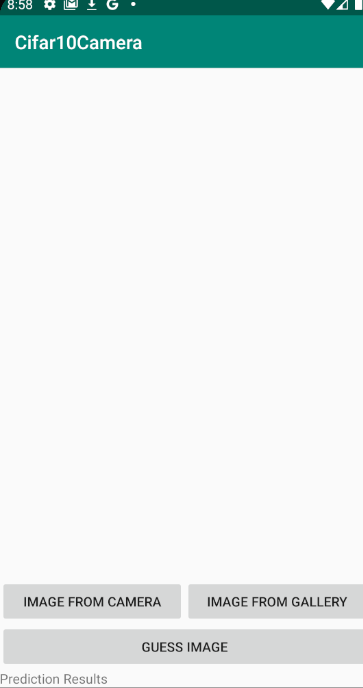 8:58
Cifar10Camera
IMAGE FROM CAMERA IMAGE FROM GALLERY
GUESS IMAGE
Prediction Results